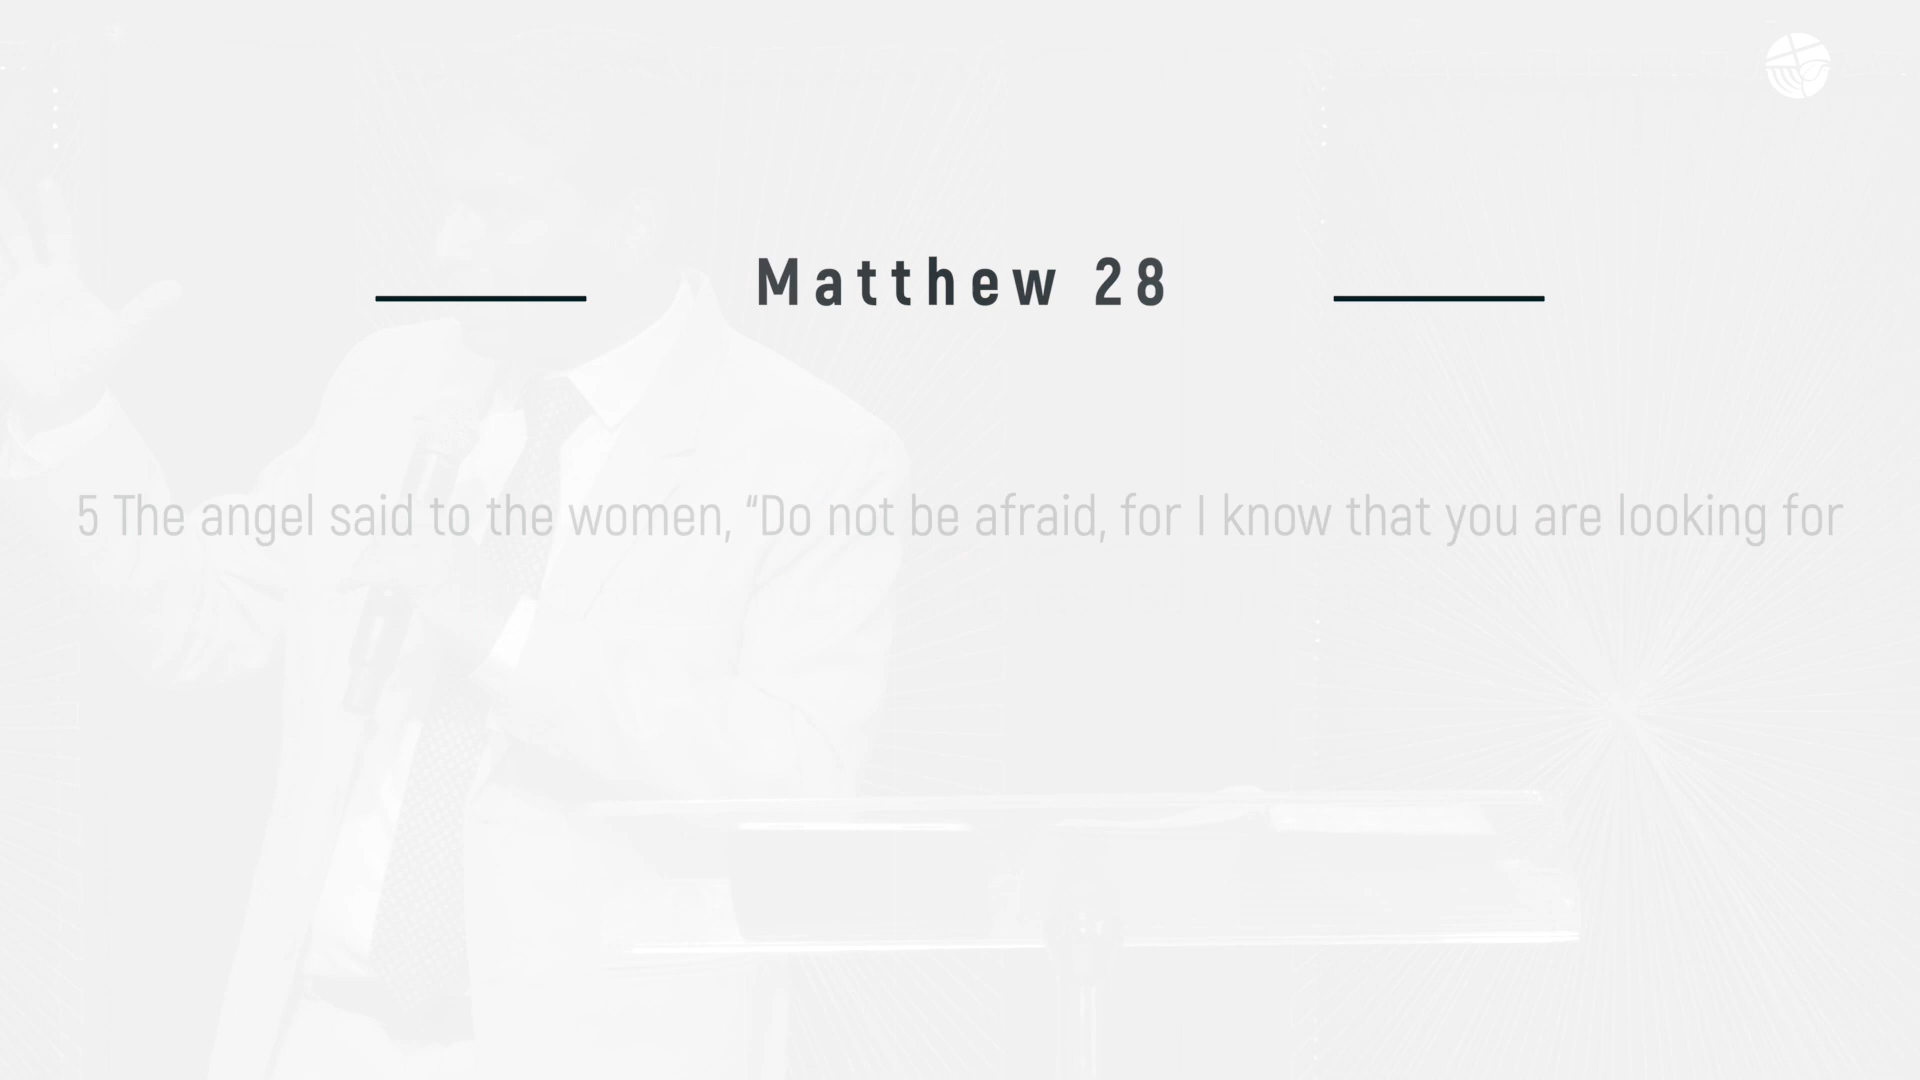 Matthew 28
5 The angel said to the women, “Do not be afraid, for I know that you are looking for